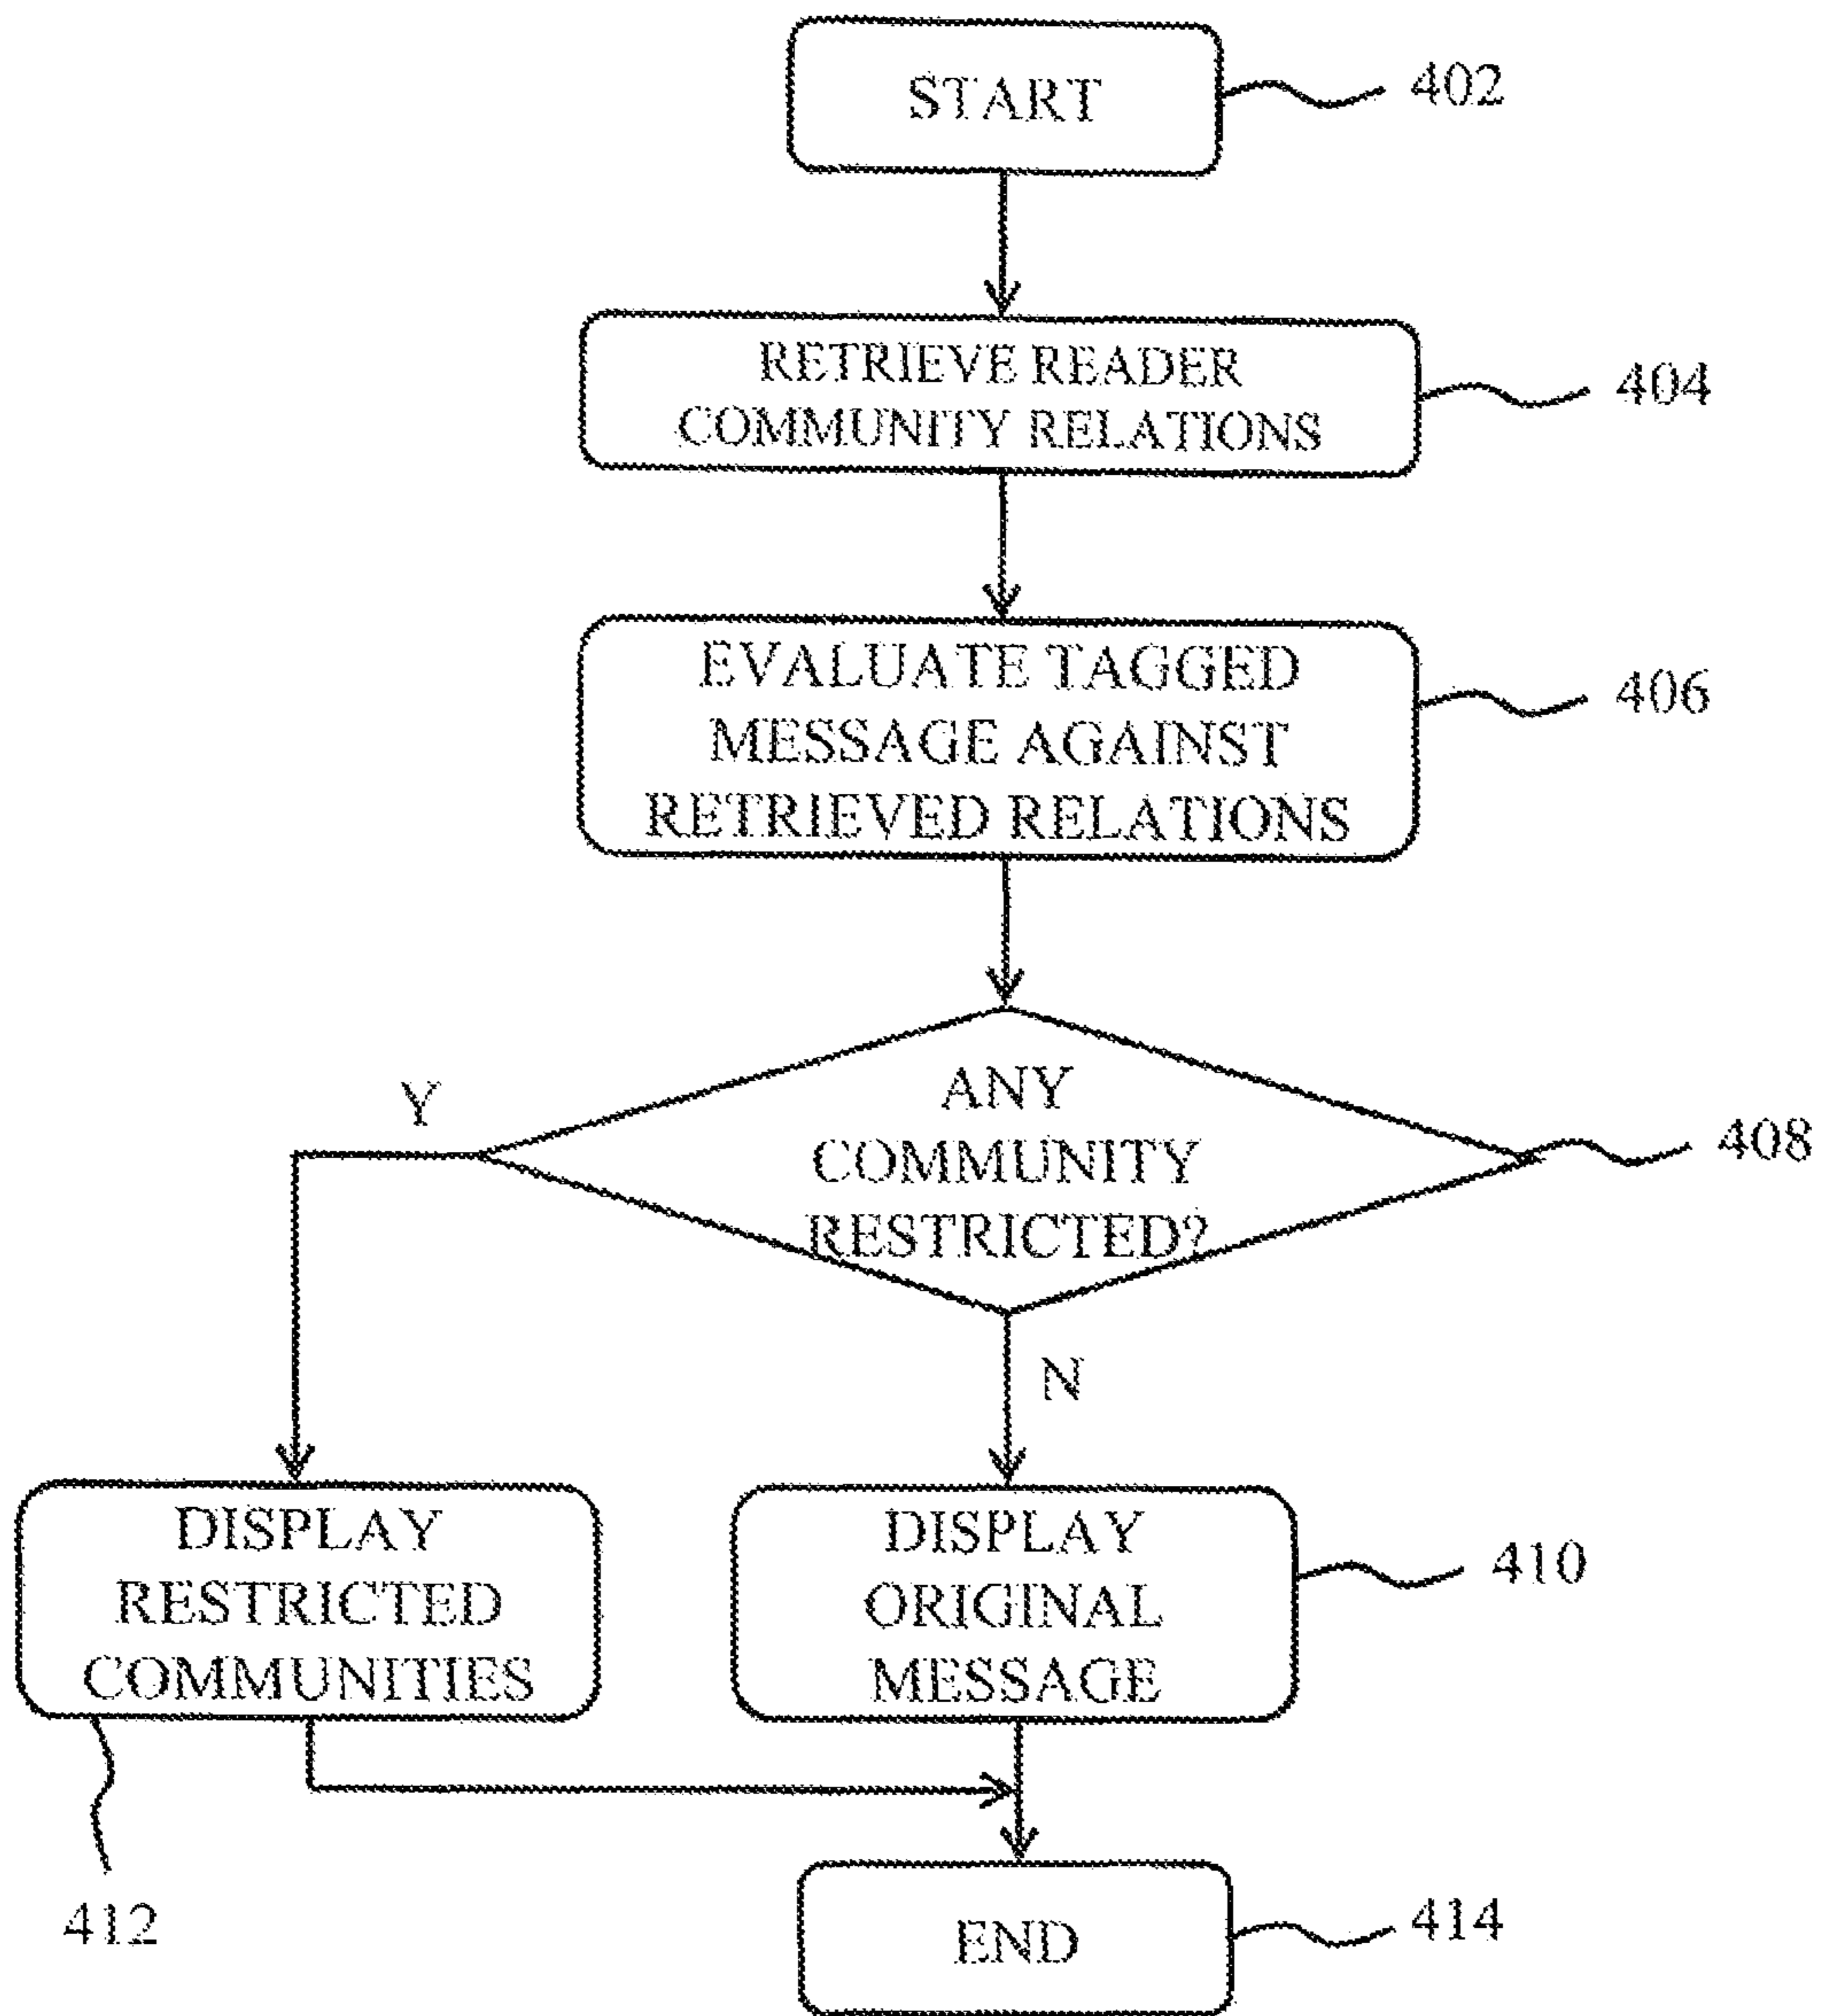 START
402
RETRIEVE READER
COMMUNITY RELATIONS
404
EVALUATE TAGGED
MESSAGE AGAINST
RETRIEVED RELATIONS
406
ANY
COMMUNITY
RESTRICTED?
408
Y
N
DISPLAY
RESTRICTED
COMMUNITIES
412
DISPLAY
ORIGINAL
MESSAGE
410
END
414